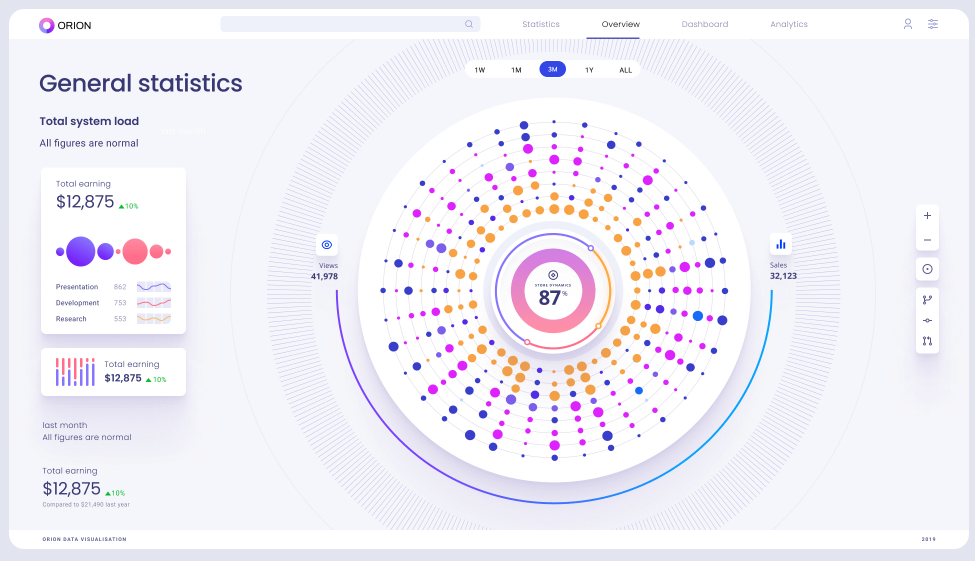 ORION
Statistics
Overview
Dashboard
Analytics
General statistics
Total system load
All figures are normal
1W
1M
3M
1Y
ALL
Total earning
$12,875 10%
Presentation 862
Development 753
Research 553
Total earning
$12,875 10%
last month
All figures are normal
Total earning
$12,875 10%
Compared to $21,490 last year
Views
41,978
STORE DYNAMICS
87%
Sales
32,123
ORION DATA VISUALISATION
2019